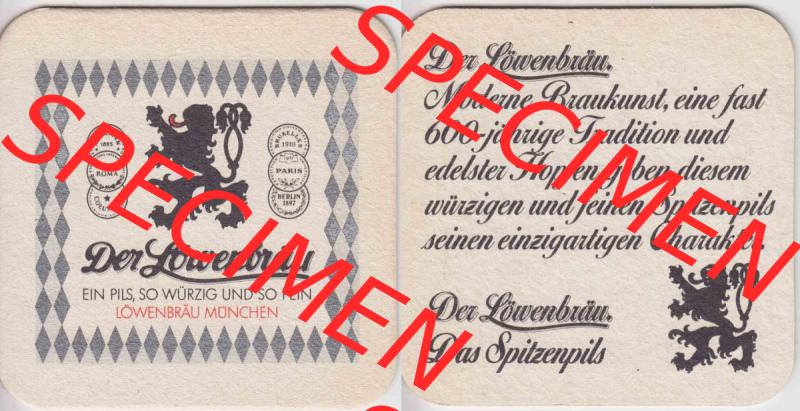 1885
ROMA
BRUXELLES
1910
PARIS
BERLIN
1897
Der Löwenbräu
EIN PILS, SO WÜRZIG UND SO FEIN
LÖWENBRÄU MÜNCHEN
SPECIMEN
Der Löwenbräu.
Moderne Braukunst, eine fast
600-jährige Tradition und
edelster Hopfen geben diesem
würzigen und feinen Spitzenpils
seinen einzigartigen Charakter.
Der Löwenbräu.
Das Spitzenpils
SPECIMEN